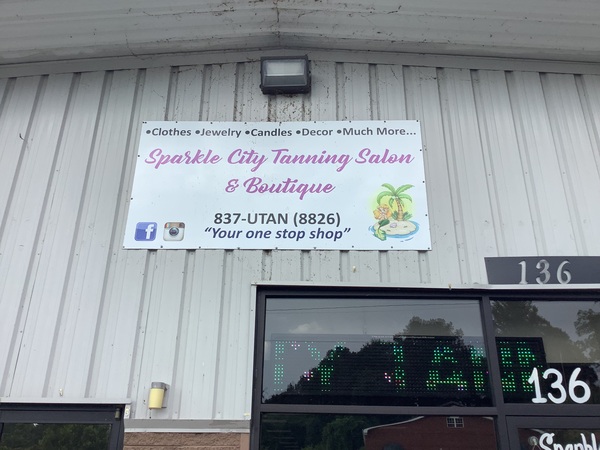 •Clothes •Jewelry •Candles •Decor •Much More...
Sparkle City Tanning Salon
& Boutique
837-UTAN (8826)
"Your one stop shop"
f
136
136